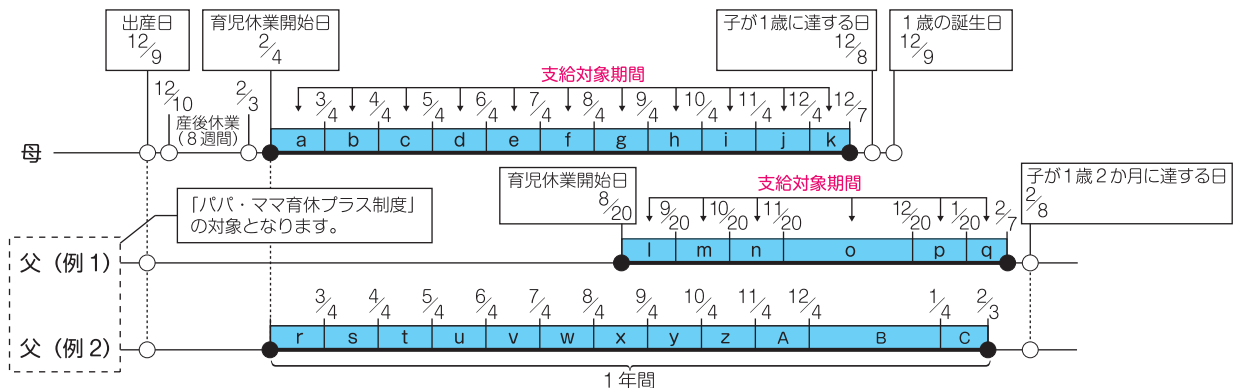 出産日
12/9
育児休業開始日
2/4
子が1歳に達する日
12/8
1歳の誕生日
12/9
支給対象期間
12/10
2/3
産後休業
（8週間）
3/4 4/4 5/4 6/4 7/4 8/4 9/4 10/4 11/4 12/4 12/7
母
a b c d e f g h i j k
育児休業開始日
8/20
支給対象期間
子が1歳2か月に達する日
2/8
「パパ・ママ育休プラス制度」
の対象となります。
9/20 10/20 11/20 12/20 1/20 2/7
父（例1）
l m n o p q
3/4 4/4 5/4 6/4 7/4 8/4 9/4 10/4 11/4 12/4 1/4 2/3
父（例2）
r s t u v w x y z A B C
1年間